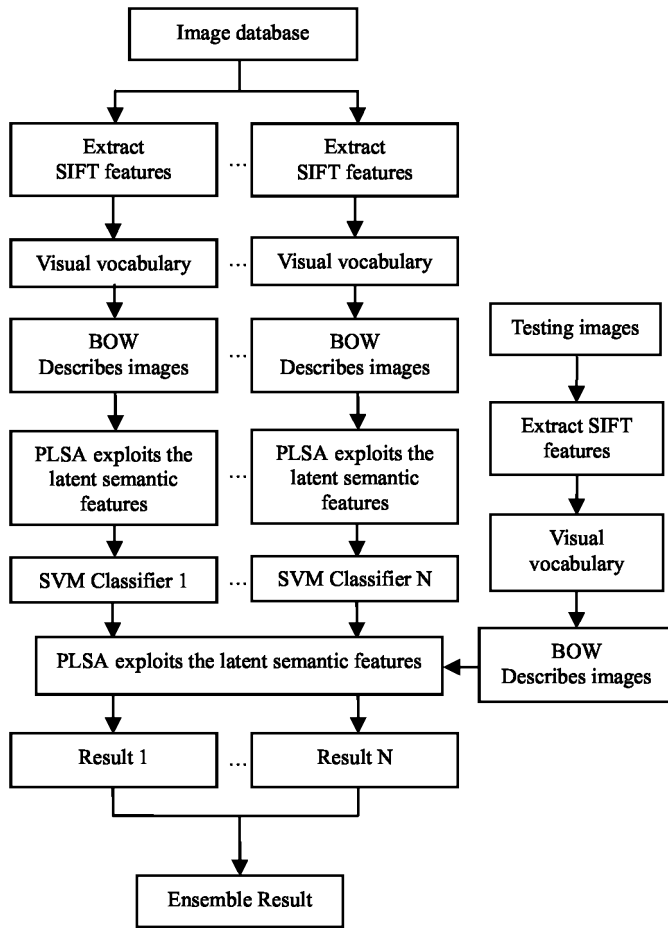 Image database
Extract
SIFT features
...
Extract
SIFT features
Visual vocabulary
...
Visual vocabulary
BOW
Describes images
...
BOW
Describes images
PLSA exploits the
latent semantic
features
...
PLSA exploits the
latent semantic
features
SVM Classifier 1
...
SVM Classifier N
Testing images
Extract SIFT
features
Visual
vocabulary
BOW
Describes images
PLSA exploits the latent semantic features
Result 1
...
Result N
Ensemble Result